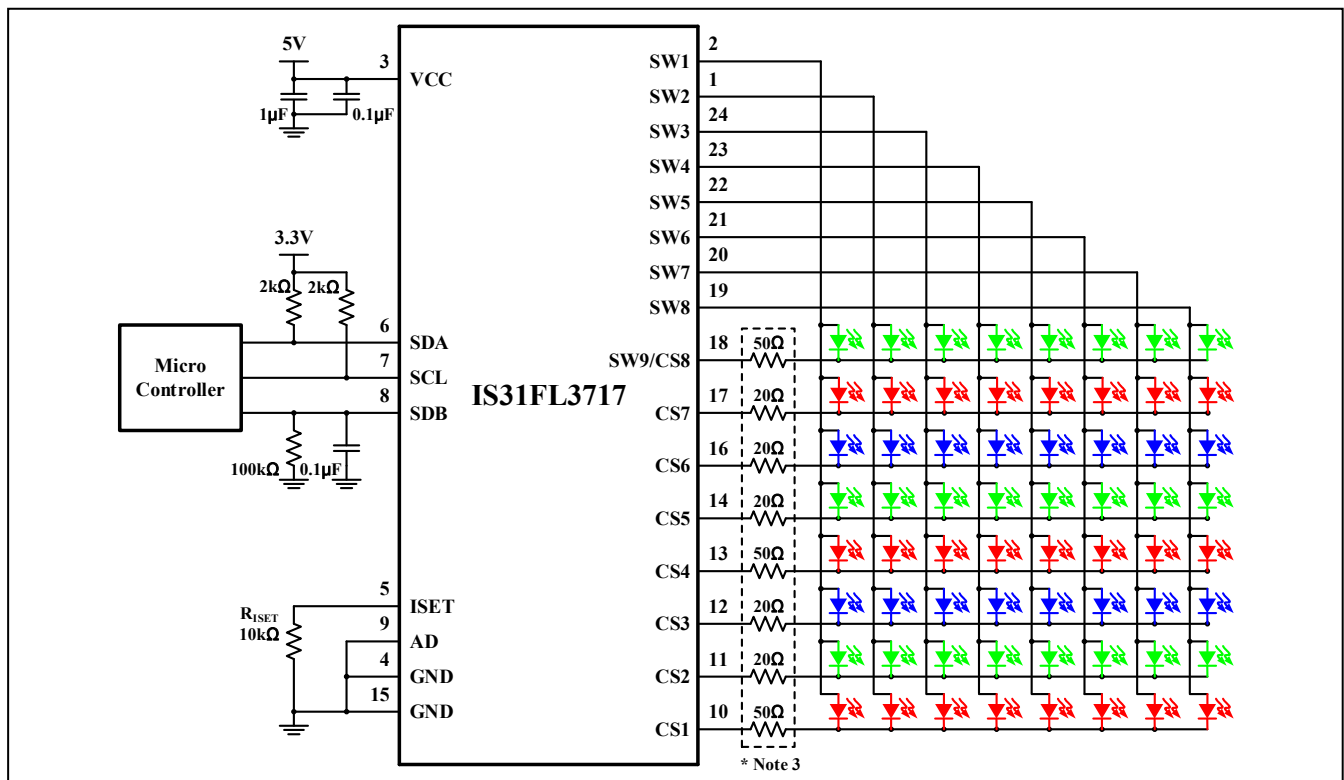 5V
3
VCC
1µF
0.1µF
3.3V
2kΩ
2kΩ
Micro
Controller
6
SDA
7
SCL
8
SDB
100kΩ
0.1µF
IS31FL3717
5
ISET
R_ISET
10kΩ
9
AD
4
GND
15
GND
2
SW1
1
SW2
24
SW3
23
SW4
22
SW5
21
SW6
20
SW7
19
SW8
18
SW9/CS8
50Ω
17
CS7
20Ω
16
CS6
20Ω
14
CS5
20Ω
13
CS4
50Ω
12
CS3
20Ω
11
CS2
20Ω
10
CS1
50Ω
* Note 3